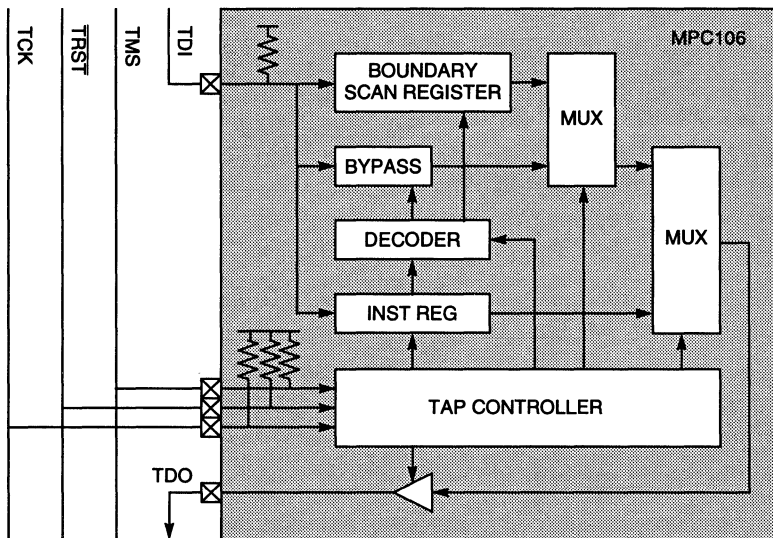 TCK
TRST
TMS
TDI
MPC106
BOUNDARY
SCAN REGISTER
MUX
BYPASS
MUX
DECODER
INST REG
TAP CONTROLLER
TDO